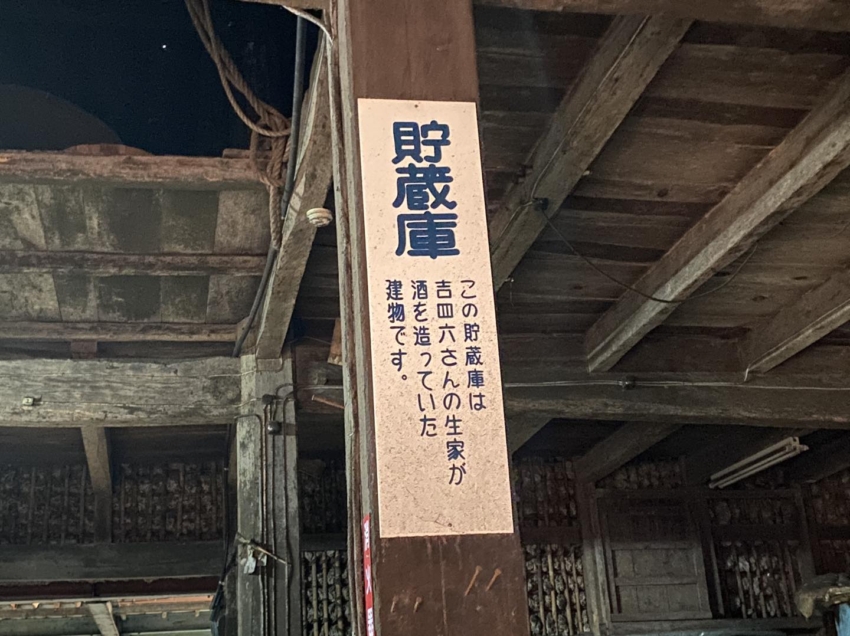 貯蔵庫
この貯蔵庫は
吉四六さんの生家が
酒を造っていた
建物です。